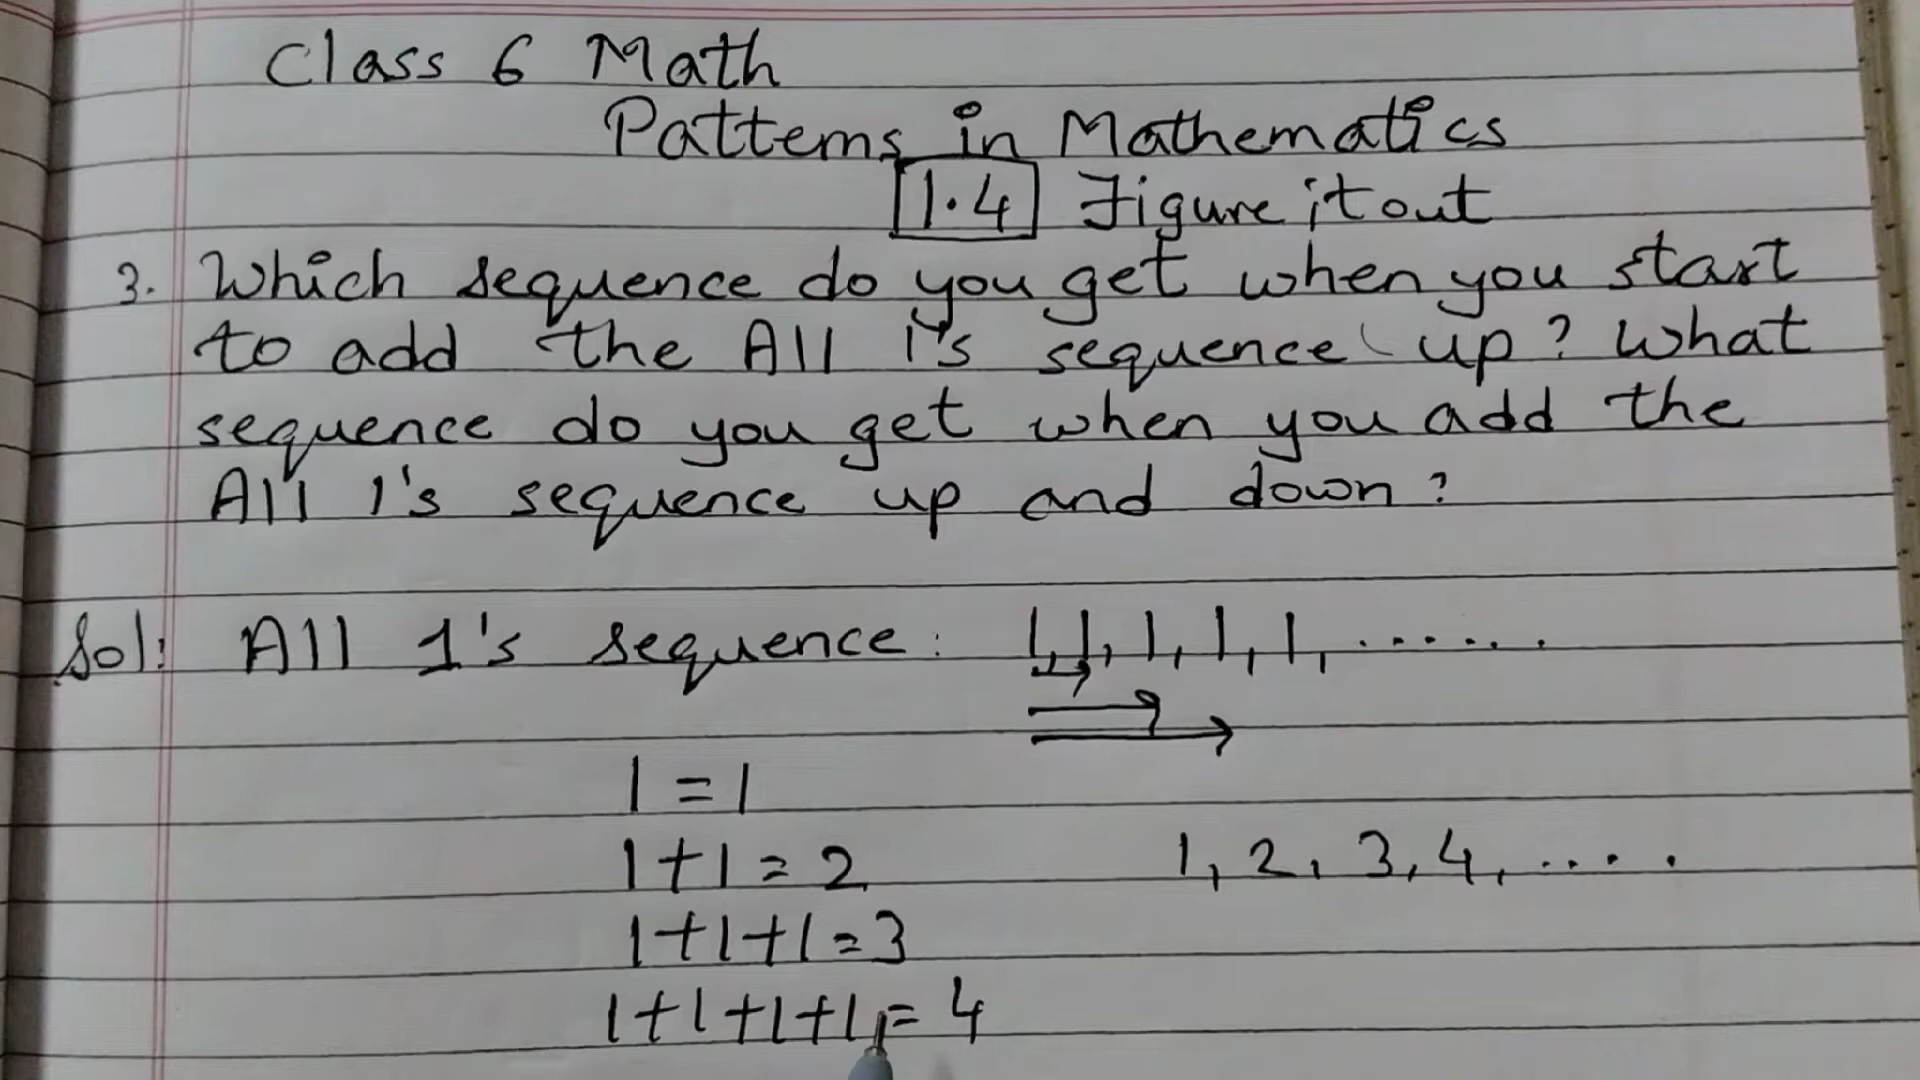 Class 6 Math
Patterns in Mathematics
1.4 Figure it out
3. Which sequence do you get when you start
to add the All 1's sequence up? What
sequence do you get when you add the
All 1's sequence up and down?
Sol: All 1's sequence: 1, 1, 1, 1, 1, .......
1 = 1
1+1=2 1, 2, 3, 4, .....
1+1+1=3
1+1+1+1=4